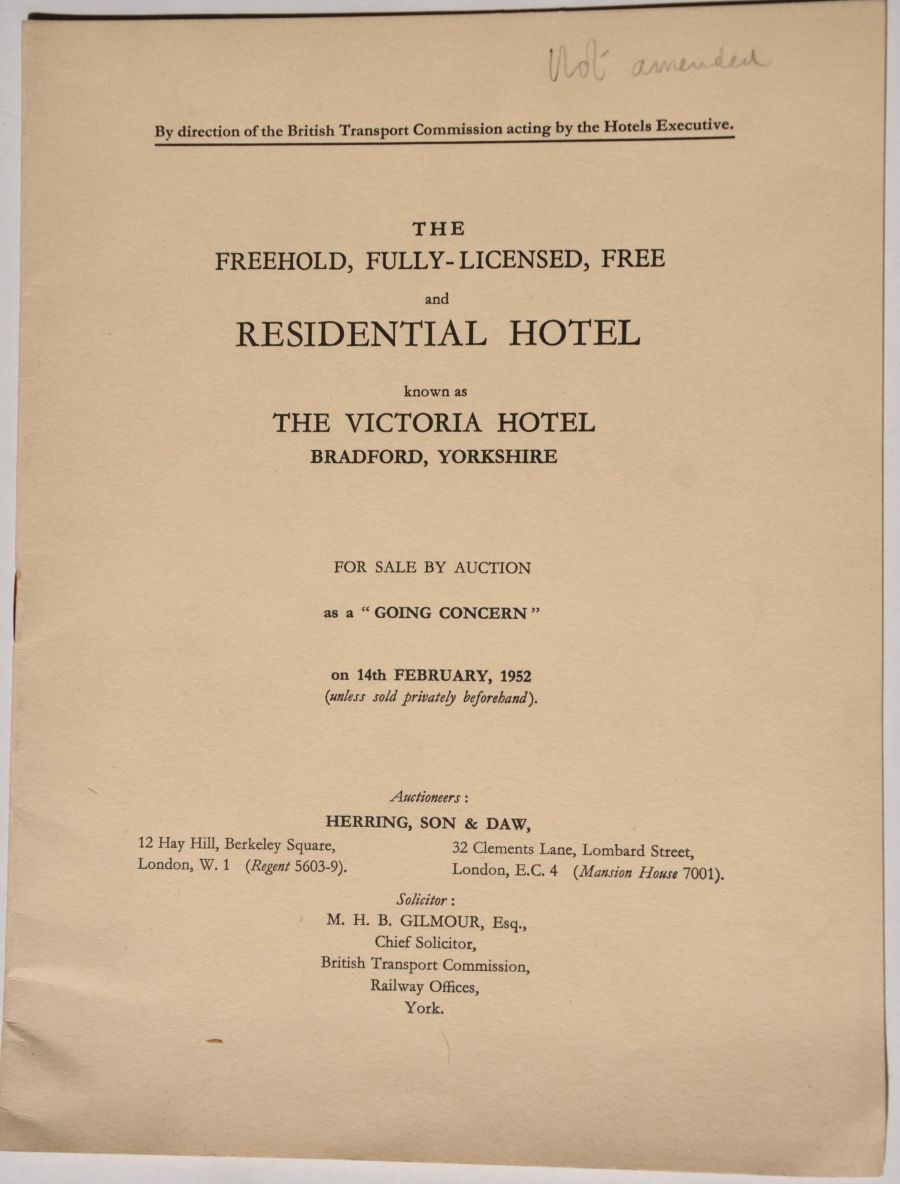 Not amended
By direction of the British Transport Commission acting by the Hotels Executive.
THE
FREEHOLD, FULLY-LICENSED, FREE
and
RESIDENTIAL HOTEL
known as
THE VICTORIA HOTEL
BRADFORD, YORKSHIRE
FOR SALE BY AUCTION
as a “ GOING CONCERN ”
on 14th FEBRUARY, 1952
(unless sold privately beforehand).
Auctioneers :
HERRING, SON & DAW,
12 Hay Hill, Berkeley Square,
London, W. 1 (Regent 5603-9).
32 Clements Lane, Lombard Street,
London, E.C. 4 (Mansion House 7001).
Solicitor :
M. H. B. GILMOUR, Esq.,
Chief Solicitor,
British Transport Commission,
Railway Offices,
York.